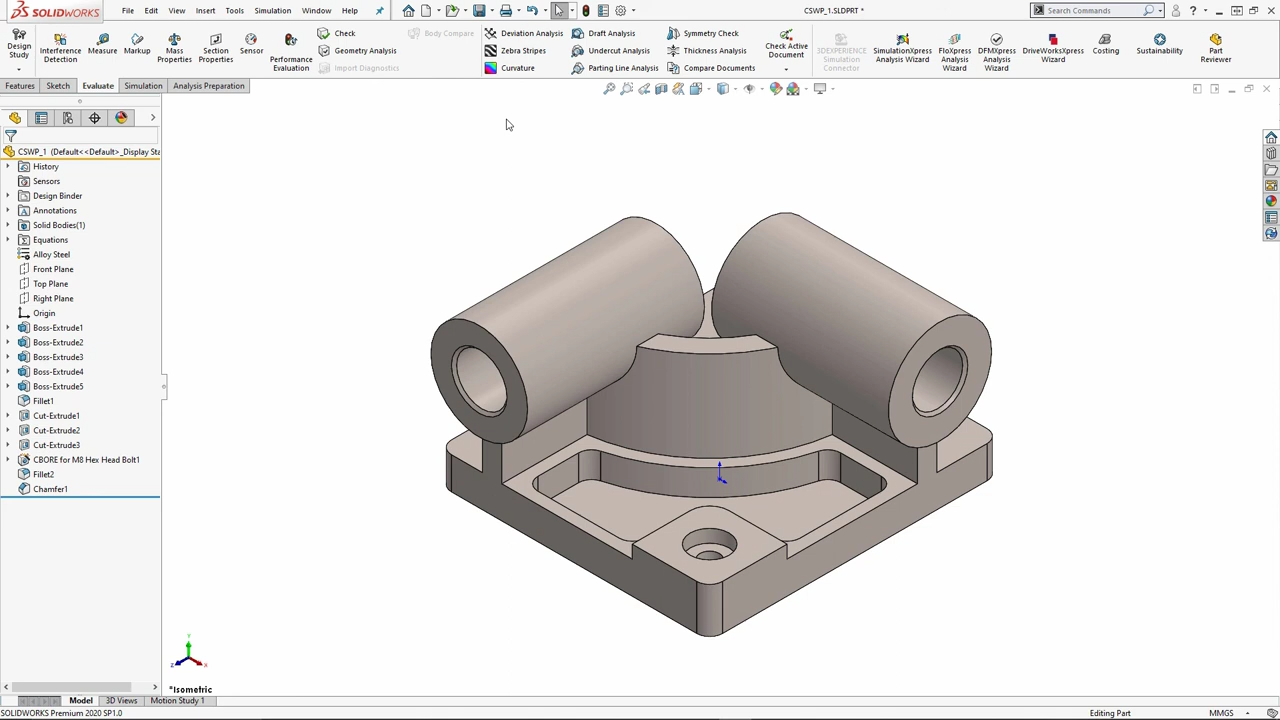 SOLIDWORKS File Edit View Insert Tools Simulation Window Help CSWP_1.SLDPRT * Search Commands
Design Study
Interference Detection
Measure
Markup
Mass Properties
Section Properties
Sensor
Performance Evaluation
Check
Geometry Analysis
Import Diagnostics
Body Compare
Deviation Analysis
Zebra Stripes
Curvature
Draft Analysis
Undercut Analysis
Parting Line Analysis
Symmetry Check
Thickness Analysis
Compare Documents
Check Active Document
3DEXPERIENCE Simulation Connector
SimulationXpress Analysis Wizard
FloXpress Analysis Wizard
DFMXpress Analysis Wizard
DriveWorksXpress Wizard
Costing
Sustainability
Part Reviewer
Features Sketch Evaluate Simulation Analysis Preparation
CSWP_1 (Default<<Default>_Display Sta
History
Sensors
Design Binder
Annotations
Solid Bodies(1)
Equations
Alloy Steel
Front Plane
Top Plane
Right Plane
Origin
Boss-Extrude1
Boss-Extrude2
Boss-Extrude3
Boss-Extrude4
Boss-Extrude5
Fillet1
Cut-Extrude1
Cut-Extrude2
Cut-Extrude3
CBORE for M8 Hex Head Bolt1
Fillet2
Chamfer1
Y
Z X
*Isometric
Model 3D Views Motion Study 1
SOLIDWORKS Premium 2020 SP1.0 Editing Part MMGS